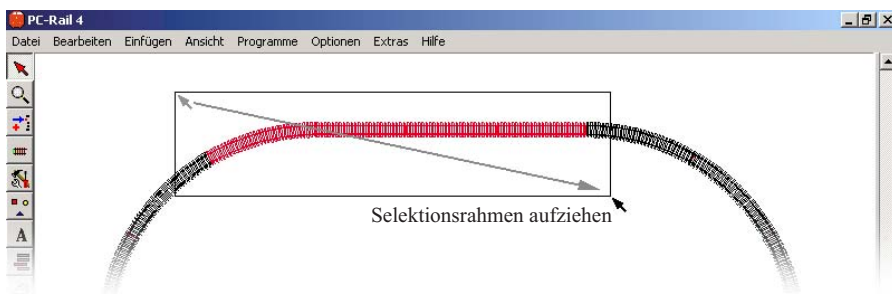 PC-Rail 4
Datei Bearbeiten Einfügen Ansicht Programme Optionen Extras Hilfe
Selektionsrahmen aufziehen
A